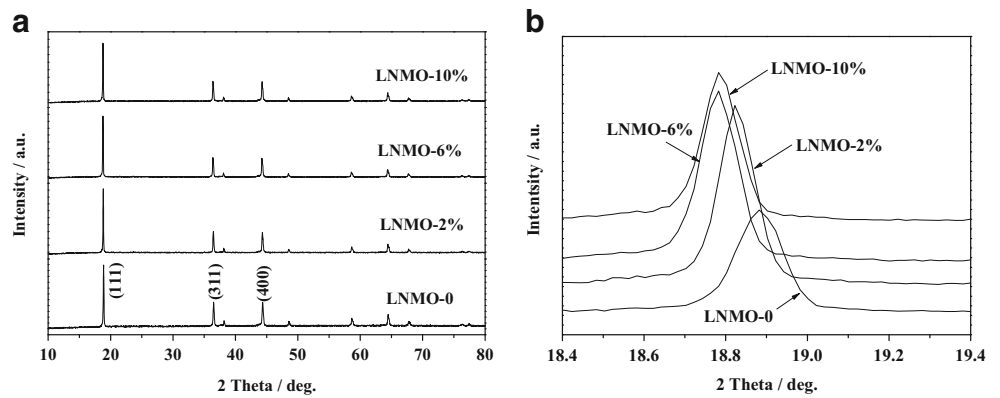 a
LNMO-10%
LNMO-6%
LNMO-2%
LNMO-0
(111)
(311)
(400)
Intensity / a.u.
10 20 30 40 50 60 70 80
2 Theta / deg.
b
LNMO-10%
LNMO-6%
LNMO-2%
LNMO-0
Intentsity / a.u.
18.4 18.6 18.8 19.0 19.2 19.4
2 Theta / deg.